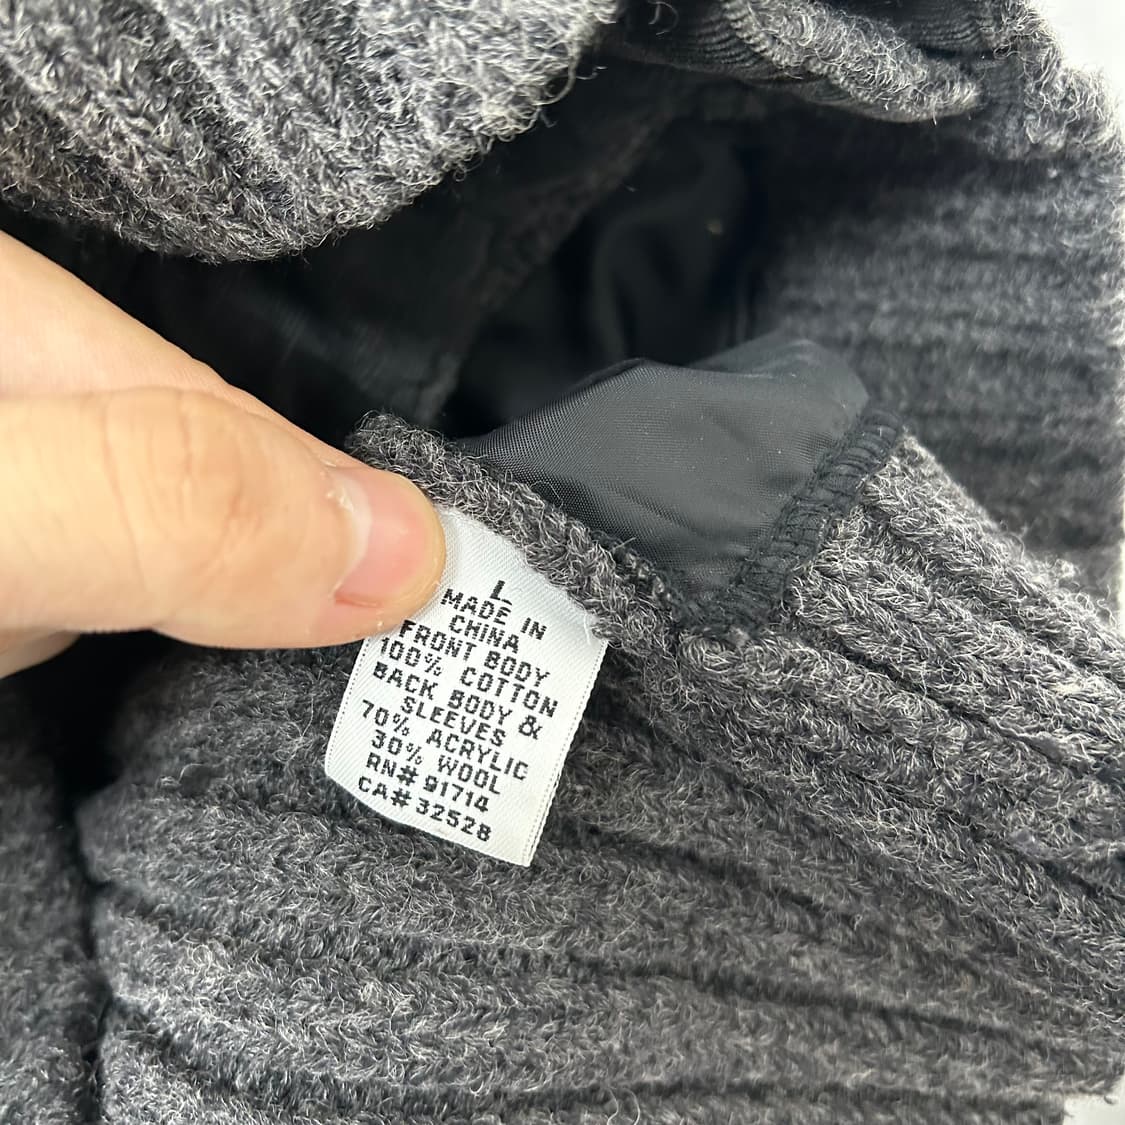 L
MADE IN
CHINA
FRONT BODY
100% COTTON
BACK BODY &
SLEEVES
70% ACRYLIC
30% WOOL
RN# 91714
CA# 32528